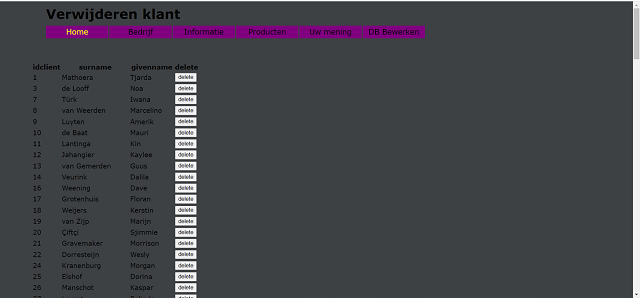 Verwijderen klant
Home Bedrijf Informatie Producten Uw mening DB Bewerken
idclient surname givenname delete
1 Mathoera Tjarda delete
3 de Looff Noa delete
7 Türk Iwana delete
8 van Weerden Marcelino delete
9 Luyten Amerik delete
10 de Baat Mauri delete
11 Lantinga Kin delete
12 Jahangier Kaylee delete
13 van Gemerden Guus delete
14 Veurink Dalila delete
16 Weening Dave delete
17 Grotenhuis Floran delete
18 Weijers Kerstin delete
19 van Zijp Marijn delete
20 Çiftçi Sjimmie delete
21 Gravemaker Morrison delete
22 Dorresteijn Wesly delete
24 Kranenburg Morgan delete
25 Elshof Dorina delete
26 Manschot Kaspar delete